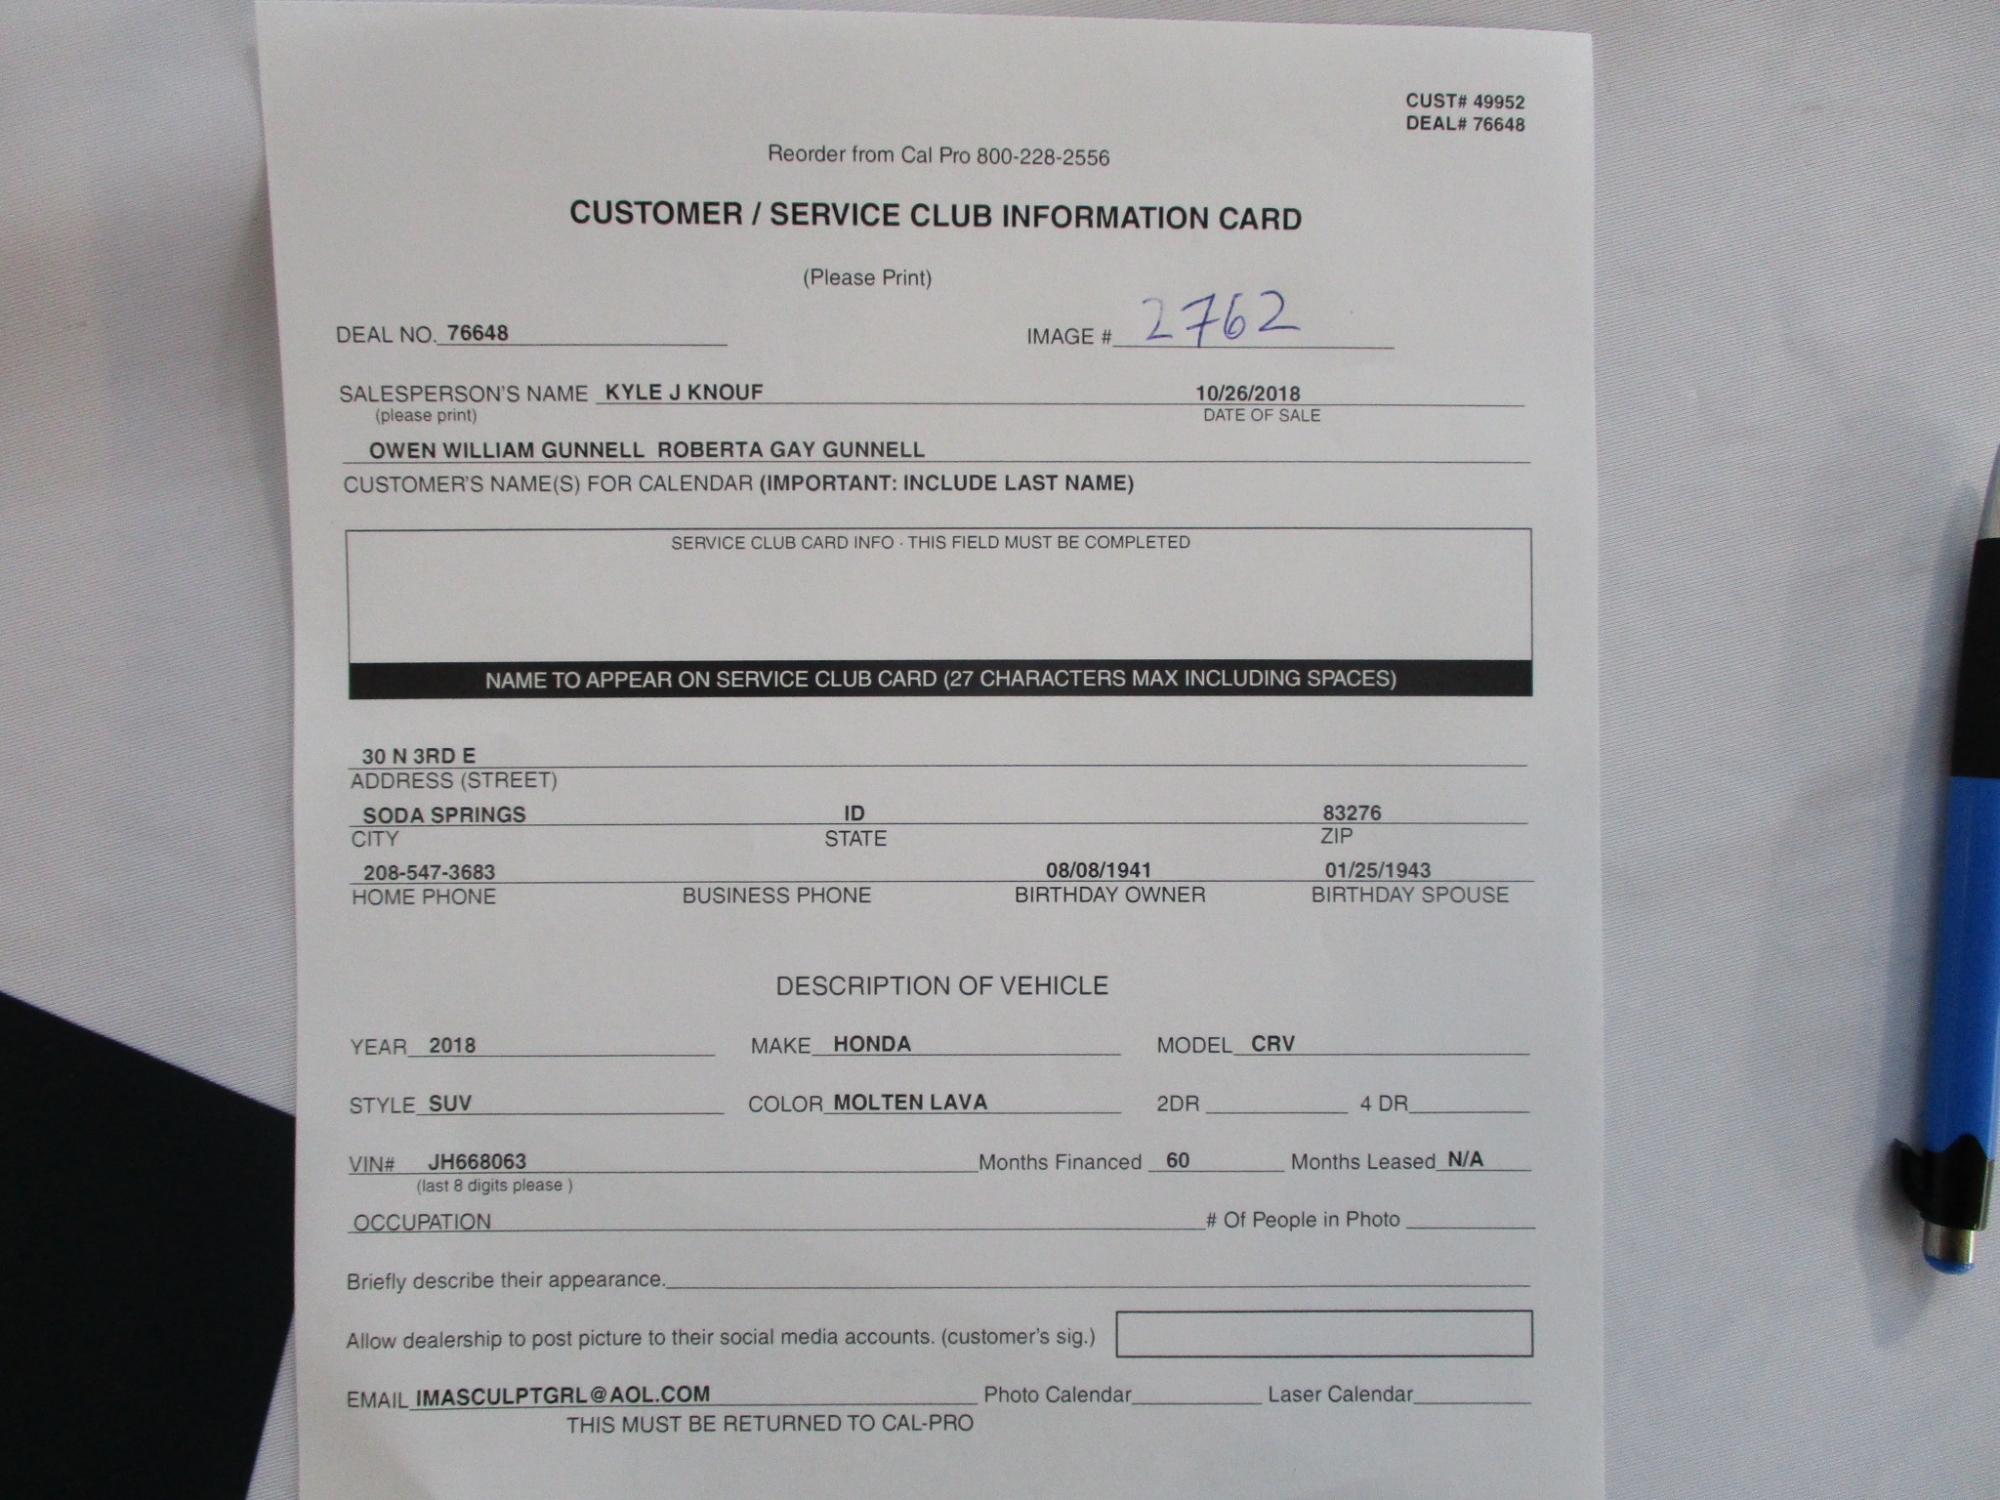 CUST# 49952
DEAL# 76648
Reorder from Cal Pro 800-228-2556
CUSTOMER / SERVICE CLUB INFORMATION CARD
(Please Print)
DEAL NO. 76648 IMAGE # 2762
SALESPERSON'S NAME KYLE J KNOUF 10/26/2018
(please print) DATE OF SALE
OWEN WILLIAM GUNNELL ROBERTA GAY GUNNELL
CUSTOMER'S NAME(S) FOR CALENDAR (IMPORTANT: INCLUDE LAST NAME)
SERVICE CLUB CARD INFO - THIS FIELD MUST BE COMPLETED
NAME TO APPEAR ON SERVICE CLUB CARD (27 CHARACTERS MAX INCLUDING SPACES)
30 N 3RD E
ADDRESS (STREET)
SODA SPRINGS ID 83276
CITY STATE ZIP
208-547-3683 08/08/1941 01/25/1943
HOME PHONE BUSINESS PHONE BIRTHDAY OWNER BIRTHDAY SPOUSE
DESCRIPTION OF VEHICLE
YEAR 2018 MAKE HONDA MODEL CRV
STYLE SUV COLOR MOLTEN LAVA 2DR 4 DR
VIN# JH668063 Months Financed 60 Months Leased N/A
(last 8 digits please )
OCCUPATION # Of People in Photo
Briefly describe their appearance.
Allow dealership to post picture to their social media accounts. (customer's sig.)
EMAIL IMASCULPTGRL@AOL.COM Photo Calendar Laser Calendar
THIS MUST BE RETURNED TO CAL-PRO